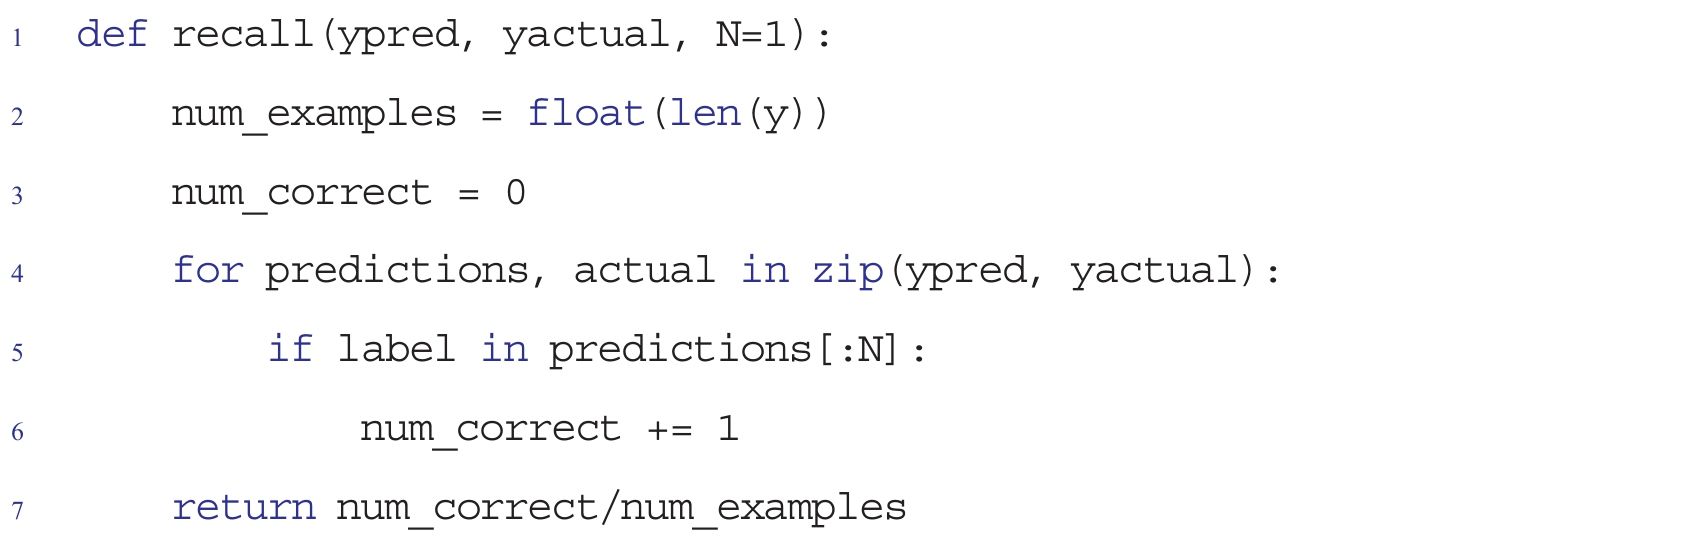 1 def recall(ypred, yactual, N=1):
2     num_examples = float(len(y))
3     num_correct = 0
4     for predictions, actual in zip(ypred, yactual):
5         if label in predictions[:N]:
6             num_correct += 1
7     return num_correct/num_examples